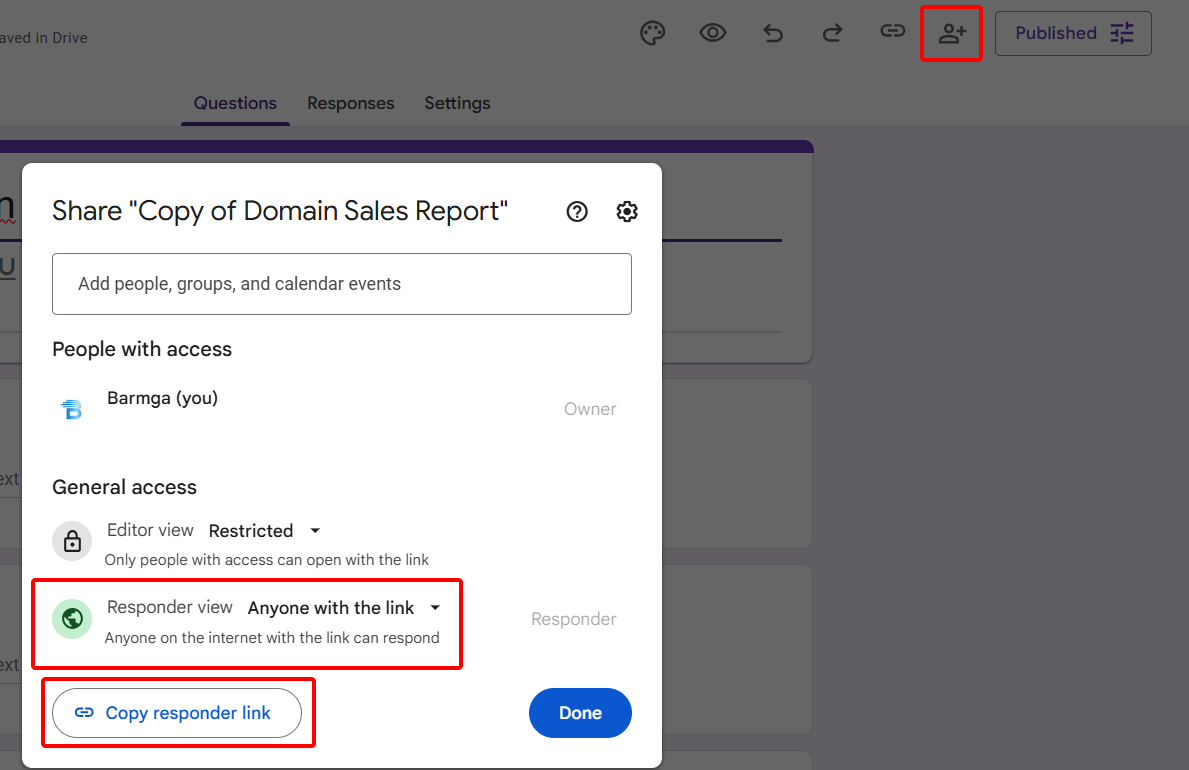 aved in Drive
Published
Questions Responses Settings
n
U
Share "Copy of Domain Sales Report"
Add people, groups, and calendar events
People with access
Barmga (you)
Owner
General access
Editor view Restricted
Only people with access can open with the link
ext
Responder view Anyone with the link
Anyone on the internet with the link can respond
Responder
ext
Copy responder link
Done